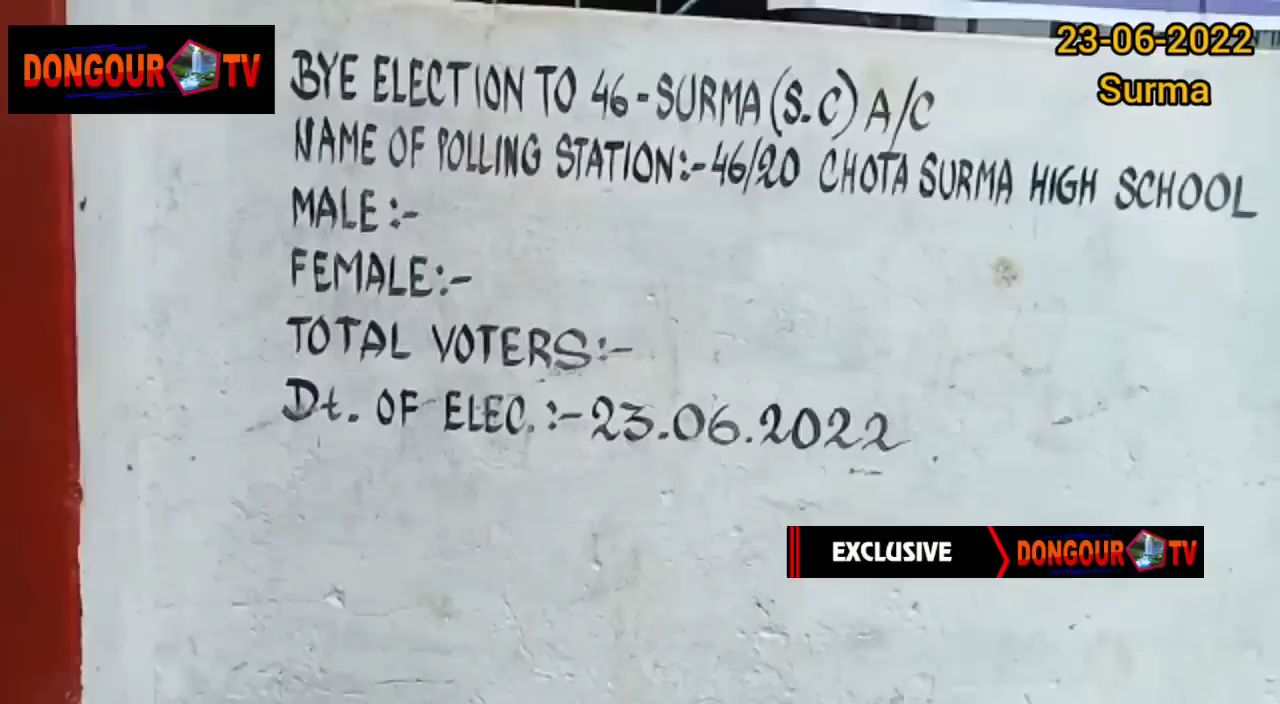 DONGOUR TV
23-06-2022
Surma
BYE ELECTION TO 46-SURMA (S.C) A/C
NAME OF POLLING STATION:-46/20 CHOTA SURMA HIGH SCHOOL
MALE:-
FEMALE:-
TOTAL VOTERS:-
Dt. OF ELEC.:-23.06.2022
EXCLUSIVE DONGOUR TV